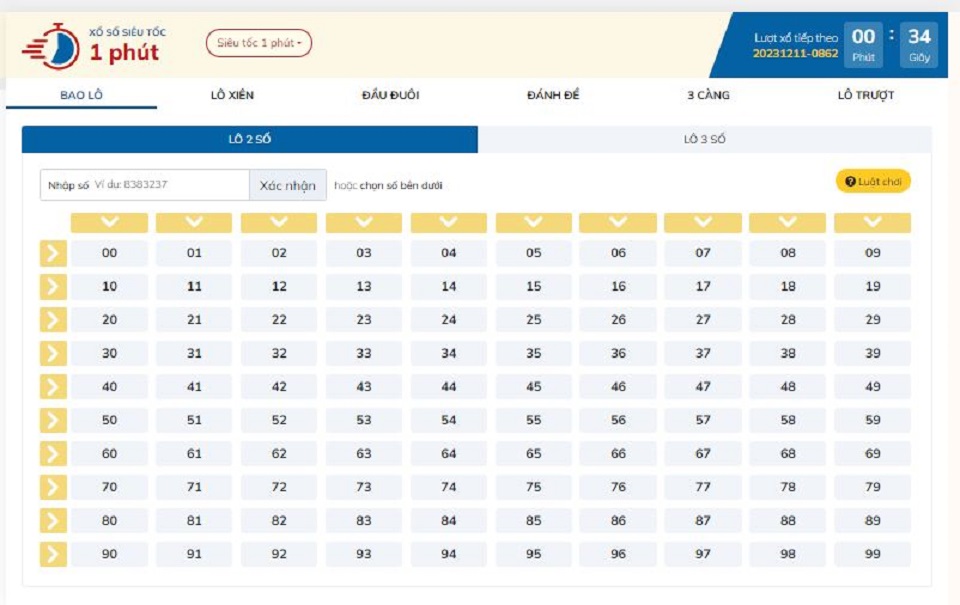 XỔ SỐ SIÊU TỐC
1 phút
Siêu tốc 1 phút
Lượt xổ tiếp theo
20231211-0862
00 : 34
Phút Giây
BAO LÔ LÔ XIÊN ĐẦU ĐUÔI ĐÁNH ĐỀ 3 CÀNG LÔ TRƯỢT
LÔ 2 SỐ LÔ 3 SỐ
Nhập số Ví dụ: 8383237 Xác nhận hoặc chọn số bên dưới Luật chơi
00 01 02 03 04 05 06 07 08 09
10 11 12 13 14 15 16 17 18 19
20 21 22 23 24 25 26 27 28 29
30 31 32 33 34 35 36 37 38 39
40 41 42 43 44 45 46 47 48 49
50 51 52 53 54 55 56 57 58 59
60 61 62 63 64 65 66 67 68 69
70 71 72 73 74 75 76 77 78 79
80 81 82 83 84 85 86 87 88 89
90 91 92 93 94 95 96 97 98 99